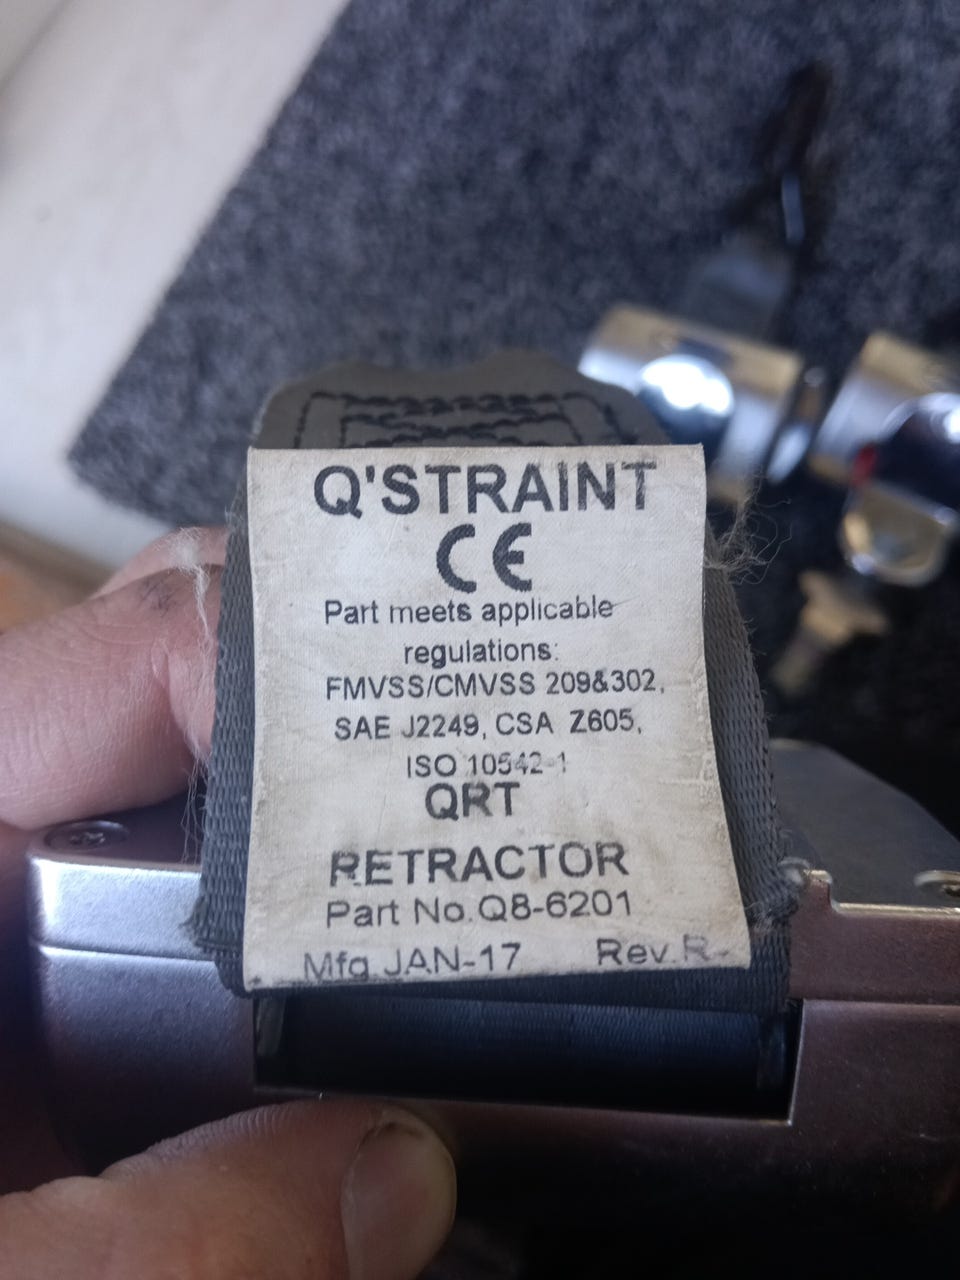 Q'STRAINT
CE
Part meets applicable
regulations:
FMVSS/CMVSS 209&302,
SAE J2249, CSA Z605,
ISO 10542-1
QRT
RETRACTOR
Part No.Q8-6201
Mfg.JAN-17 Rev.R